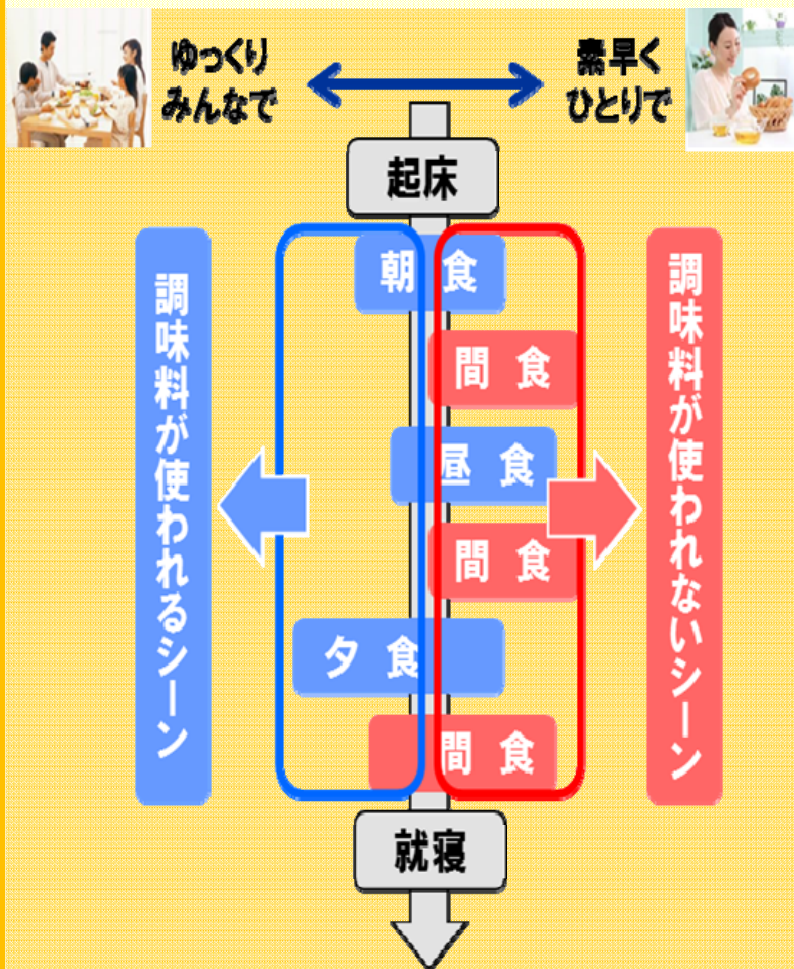 ゆっくり
みんなで
素早く
ひとりで
起床
調味料が使われるシーン
朝食
間食
昼食
間食
夕食
間食
調味料が使われないシーン
就寝